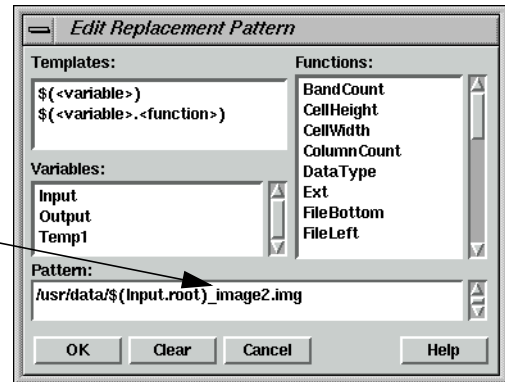 Edit Replacement Pattern
Templates:
$(<variable>)
$(<variable>.<function>)
Variables:
Input
Output
Temp1
Functions:
BandCount
CellHeight
CellWidth
ColumnCount
DataType
Ext
FileBottom
FileLeft
Pattern:
/usr/data/$(Input.root)_image2.img
OK
Clear
Cancel
Help